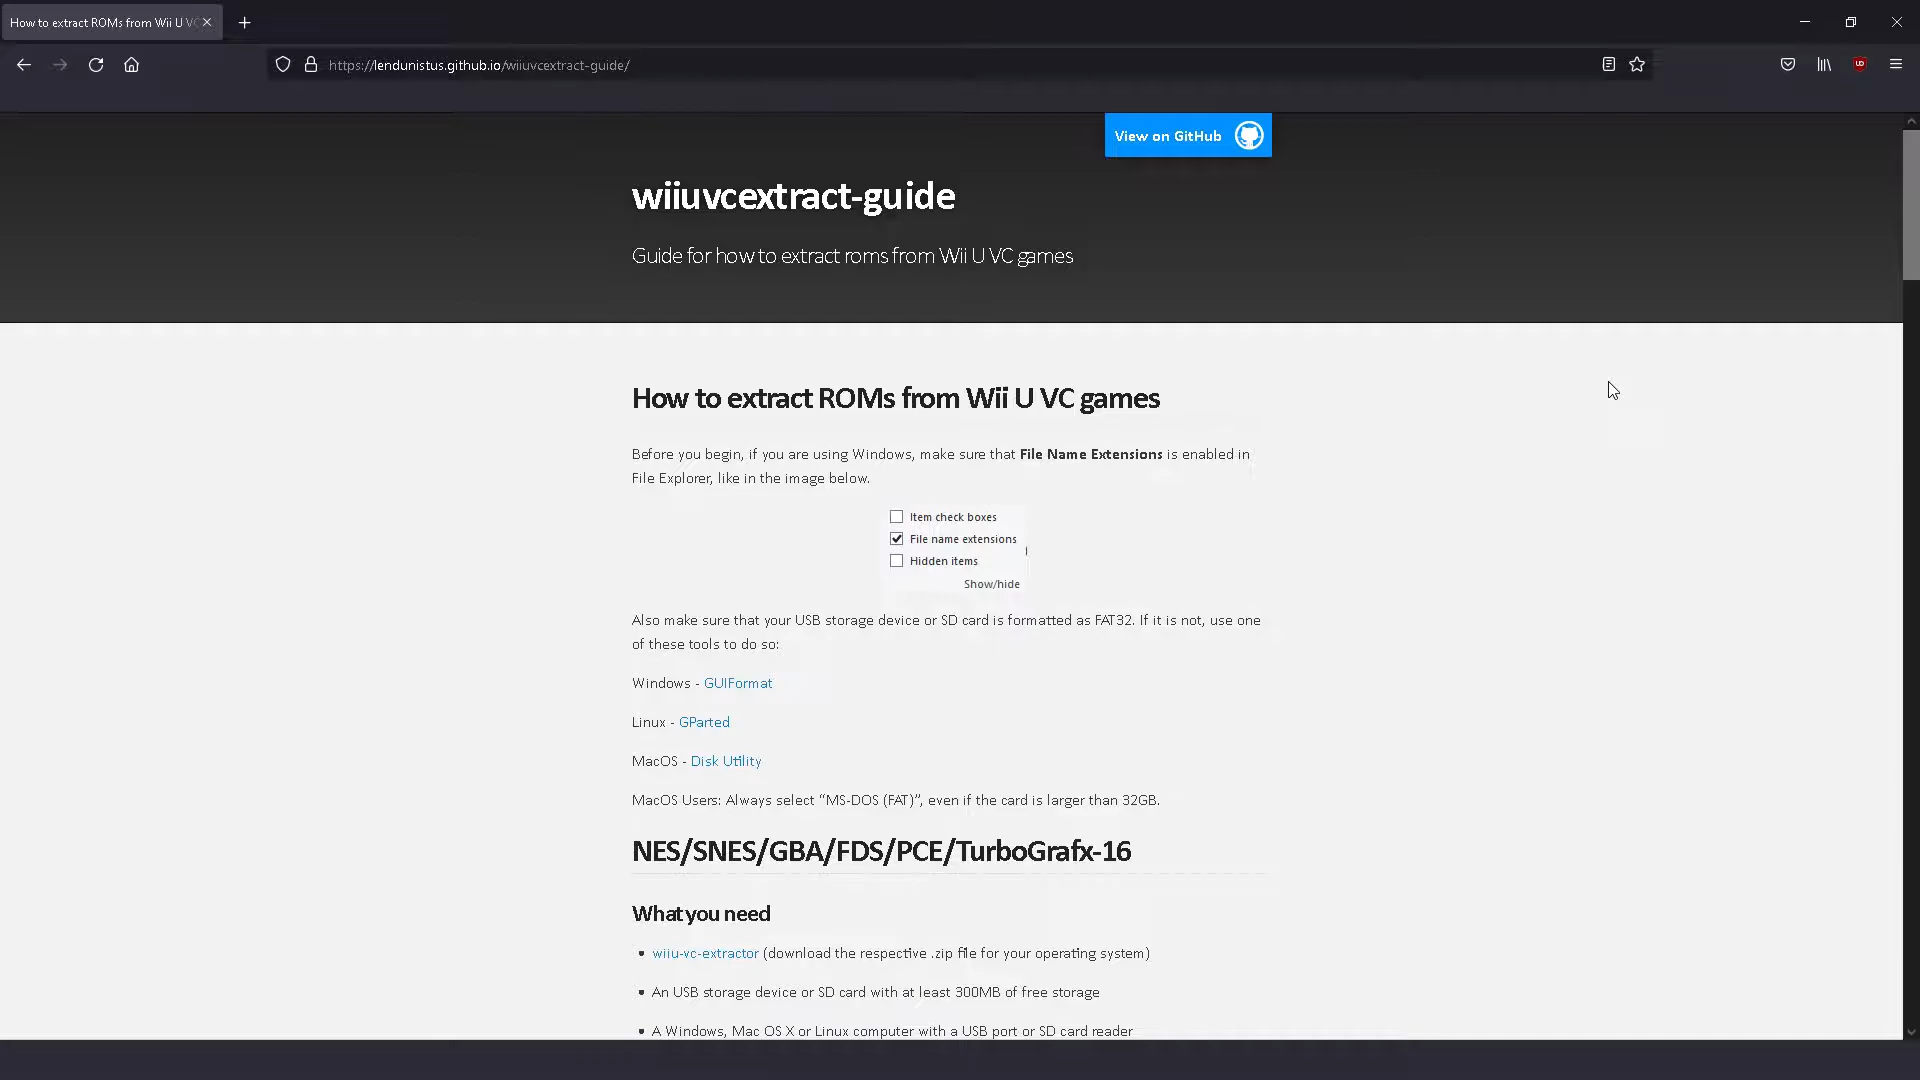 How to extract ROMs from Wii U VC
https://lendunistus.github.io/wiiuvcextract-guide/
View on GitHub
wiiuvcextract-guide
Guide for how to extract roms from Wii U VC games
How to extract ROMs from Wii U VC games
Before you begin, if you are using Windows, make sure that File Name Extensions is enabled in
File Explorer, like in the image below.
Item check boxes
File name extensions
Hidden items
Show/hide
Also make sure that your USB storage device or SD card is formatted as FAT32. If it is not, use one
of these tools to do so:
Windows - GUIFormat
Linux - GParted
MacOS - Disk Utility
MacOS Users: Always select “MS-DOS (FAT)”, even if the card is larger than 32GB.
NES/SNES/GBA/FDS/PCE/TurboGrafx-16
What you need
• wiiu-vc-extractor (download the respective .zip file for your operating system)
• An USB storage device or SD card with at least 300MB of free storage
• A Windows, Mac OS X or Linux computer with a USB port or SD card reader